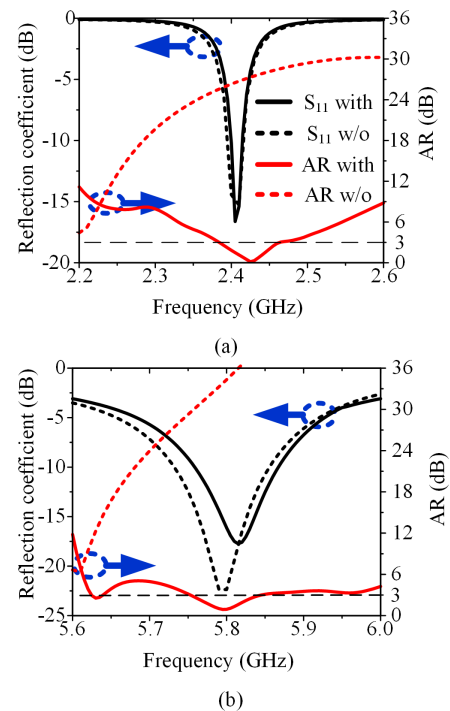 0
-5
-10
-15
-20
Reflection coefficient (dB)
36
30
24
18
12
6
3
0
AR (dB)
S11 with
S11 w/o
AR with
AR w/o
2.2 2.3 2.4 2.5 2.6
Frequency (GHz)
(a)
0
-5
-10
-15
-20
-25
Reflection coefficient (dB)
36
30
24
18
12
6
3
0
AR (dB)
5.6 5.7 5.8 5.9 6.0
Frequency (GHz)
(b)